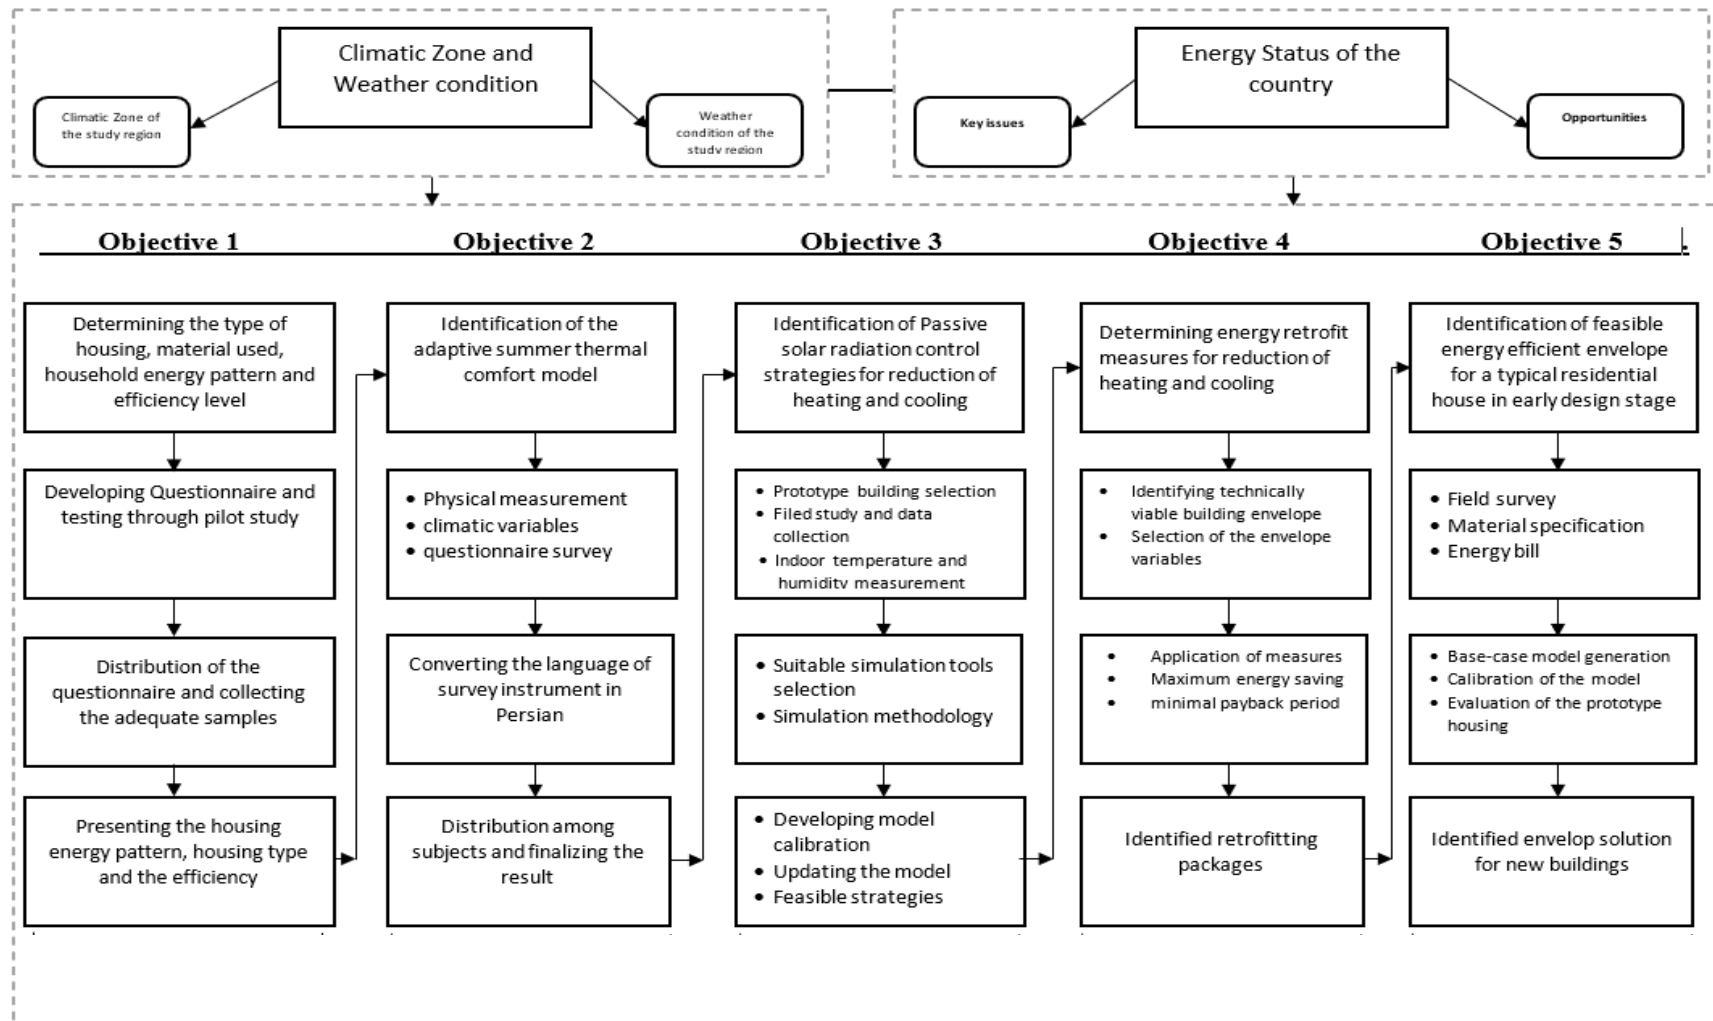 Climatic Zone and
Weather condition
Climatic Zone of
the study region
Weather
condition of the
study region
Energy Status of the
country
Key issues
Opportunities
Objective 1
Objective 2
Objective 3
Objective 4
Objective 5
Determining the type of
housing, material used,
household energy pattern and
efficiency level
Developing Questionnaire and
testing through pilot study
Distribution of the
questionnaire and collecting
the adequate samples
Presenting the housing
energy pattern, housing type
and the efficiency
Identification of the
adaptive summer thermal
comfort model
• Physical measurement
• climatic variables
• questionnaire survey
Converting the language of
survey instrument in
Persian
Distribution among
subjects and finalizing the
result
Identification of Passive
solar radiation control
strategies for reduction of
heating and cooling
• Prototype building selection
• Filed study and data
collection
• Indoor temperature and
humidity measurement
• Suitable simulation tools
selection
• Simulation methodology
• Developing model
calibration
• Updating the model
• Feasible strategies
Determining energy retrofit
measures for reduction of
heating and cooling
• Identifying technically
viable building envelope
• Selection of the envelope
variables
• Application of measures
• Maximum energy saving
• minimal payback period
Identified retrofitting
packages
Identification of feasible
energy efficient envelope
for a typical residential
house in early design stage
• Field survey
• Material specification
• Energy bill
• Base-case model generation
• Calibration of the model
• Evaluation of the prototype
housing
Identified envelop solution
for new buildings